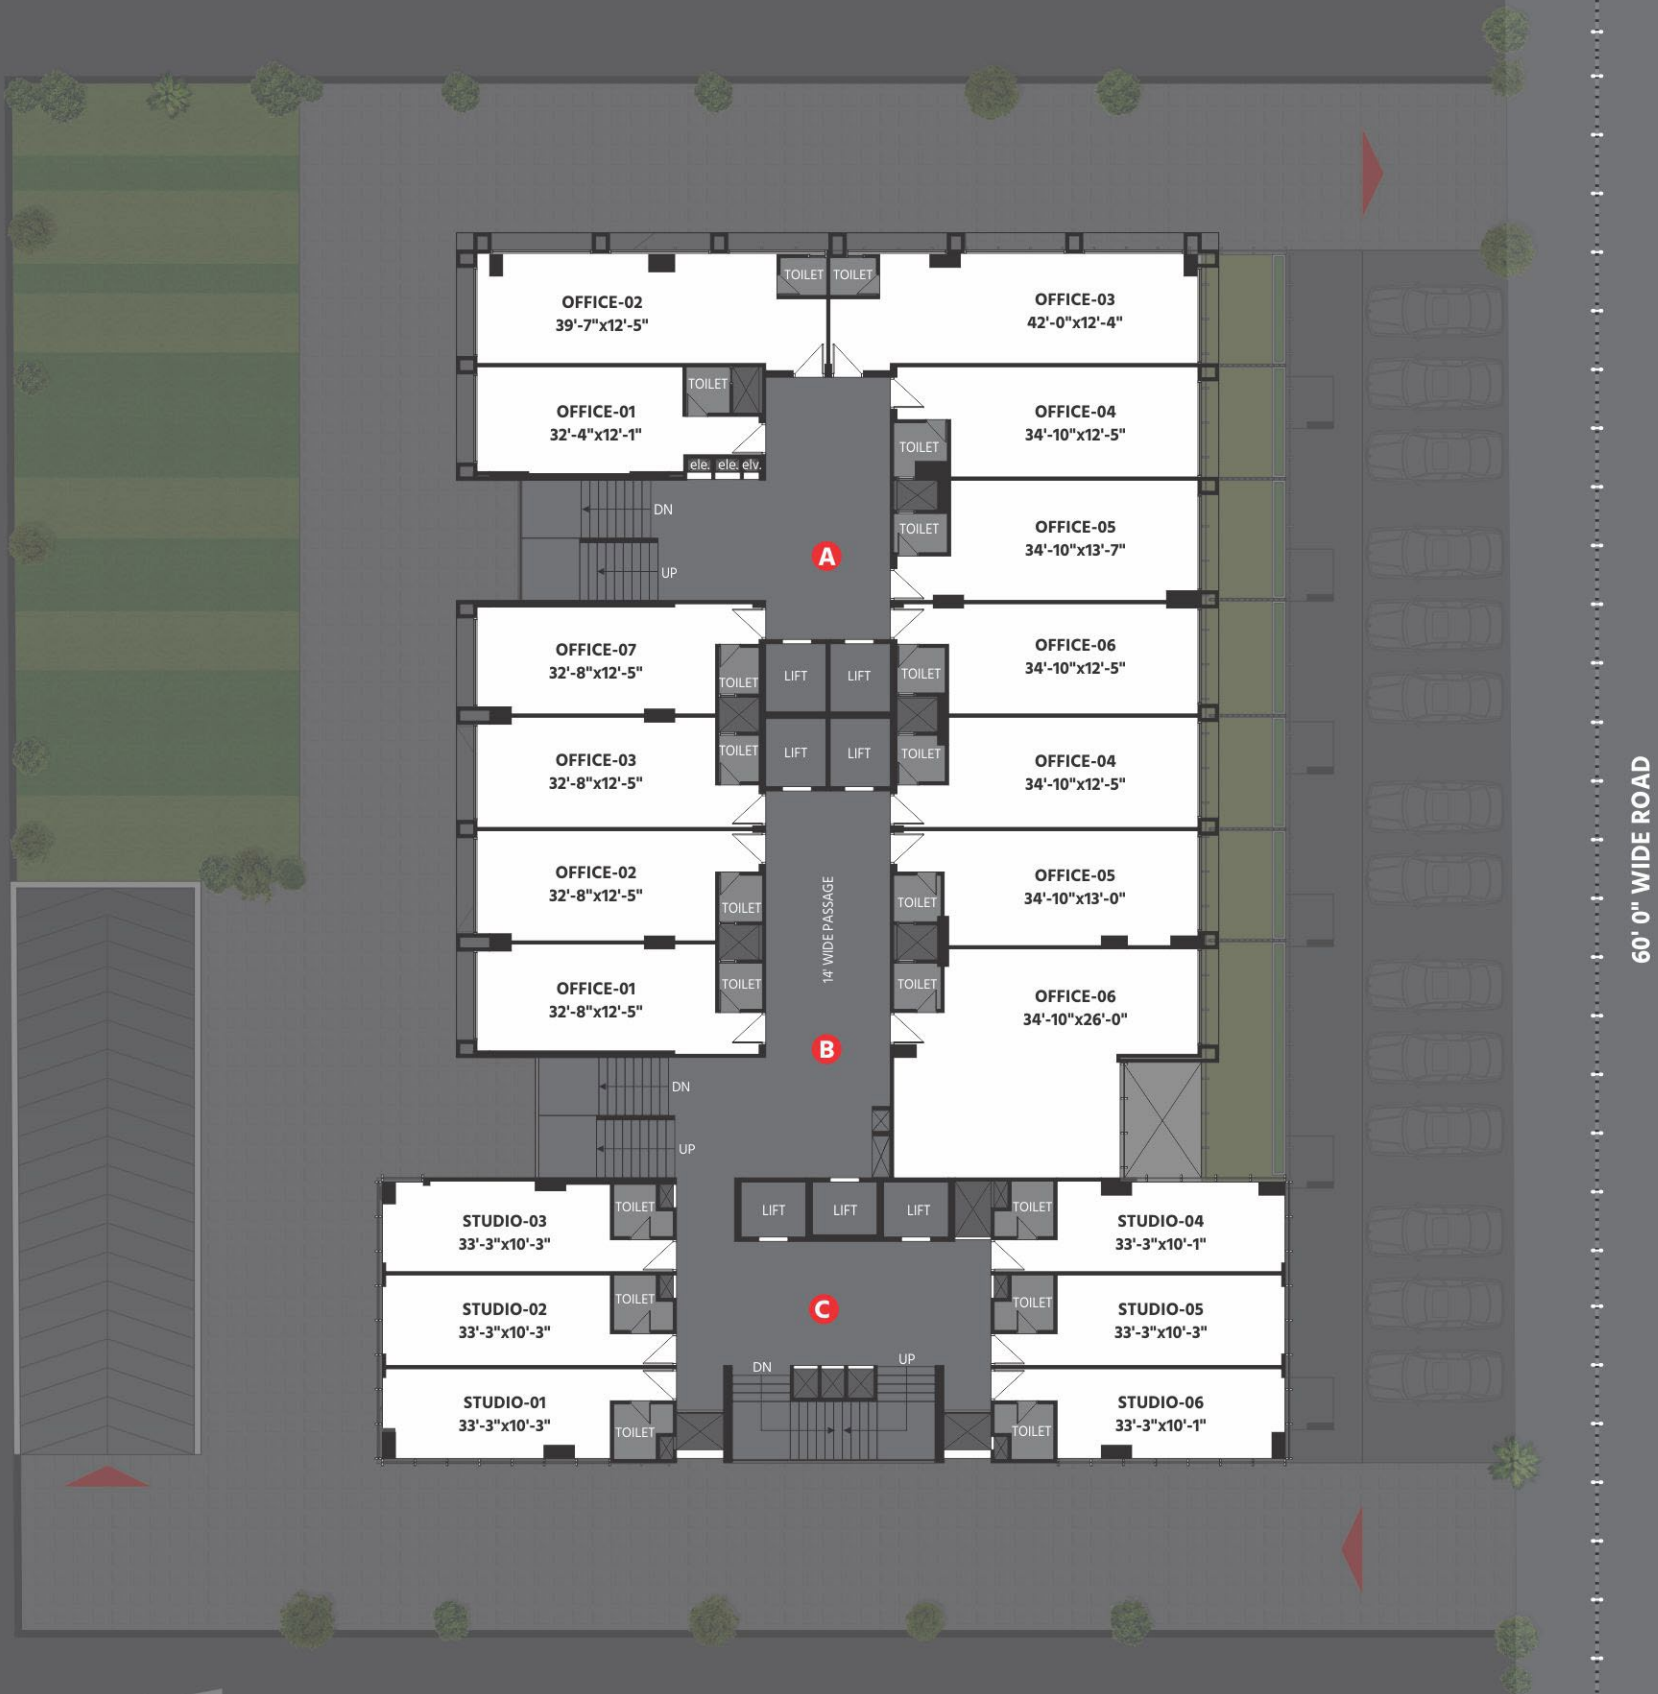 TOILET
TOILET
OFFICE-02
39'-7"x12'-5"
OFFICE-03
42'-0"x12'-4"
TOILET
OFFICE-01
32'-4"x12'-1"
OFFICE-04
34'-10"x12'-5"
TOILET
ele.
ele.
elv.
DN
UP
A
TOILET
OFFICE-05
34'-10"x13'-7"
OFFICE-07
32'-8"x12'-5"
TOILET
LIFT
LIFT
TOILET
OFFICE-06
34'-10"x12'-5"
OFFICE-03
32'-8"x12'-5"
TOILET
LIFT
LIFT
TOILET
OFFICE-04
34'-10"x12'-5"
60' 0" WIDE ROAD
OFFICE-02
32'-8"x12'-5"
TOILET
14' WIDE PASSAGE
TOILET
OFFICE-05
34'-10"x13'-0"
OFFICE-01
32'-8"x12'-5"
TOILET
TOILET
OFFICE-06
34'-10"x26'-0"
B
DN
UP
STUDIO-03
33'-3"x10'-3"
TOILET
LIFT
LIFT
LIFT
TOILET
STUDIO-04
33'-3"x10'-1"
STUDIO-02
33'-3"x10'-3"
TOILET
C
TOILET
STUDIO-05
33'-3"x10'-3"
DN
UP
STUDIO-01
33'-3"x10'-3"
TOILET
TOILET
STUDIO-06
33'-3"x10'-1"